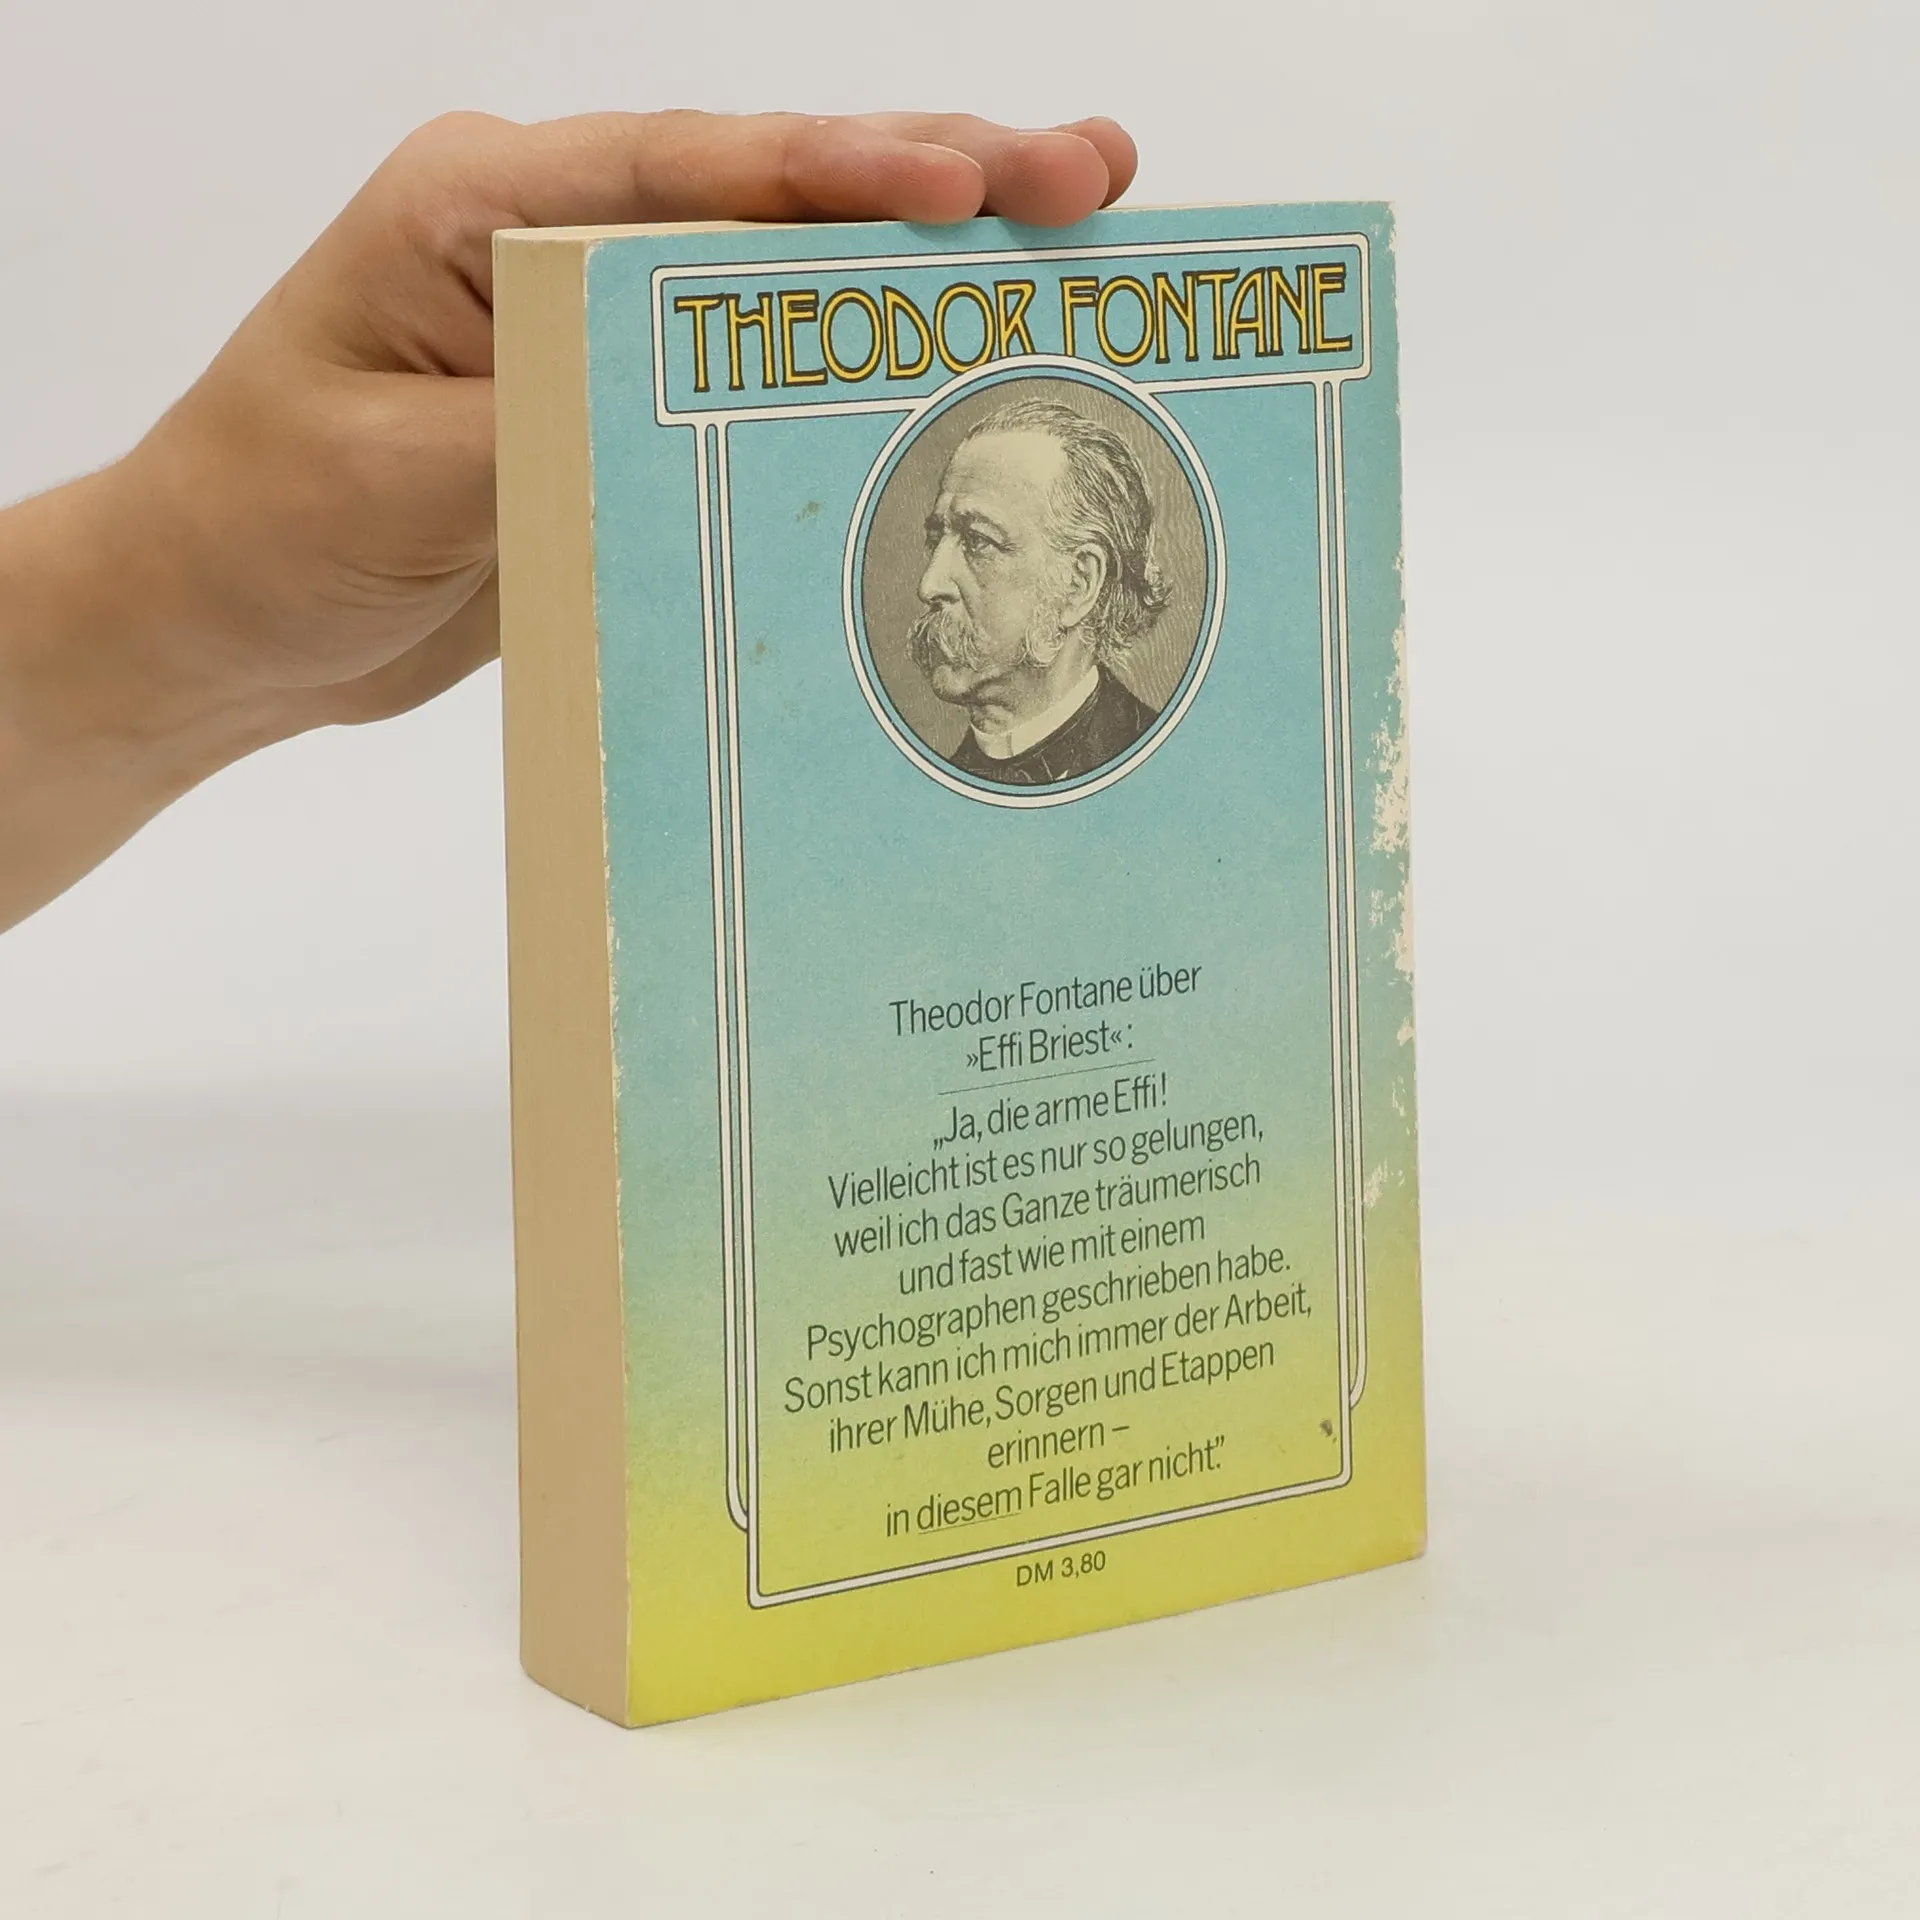 THEODOR FONTANE
Theodor Fontane über
»Effi Briest«:
„Ja, die arme Effi!
Vielleicht ist es nur so gelungen,
weil ich das Ganze träumerisch
und fast wie mit einem
Psychographen geschrieben habe.
Sonst kann ich mich immer der Arbeit,
ihrer Mühe, Sorgen und Etappen
erinnern –
in diesem Falle gar nicht.”
DM 3,80